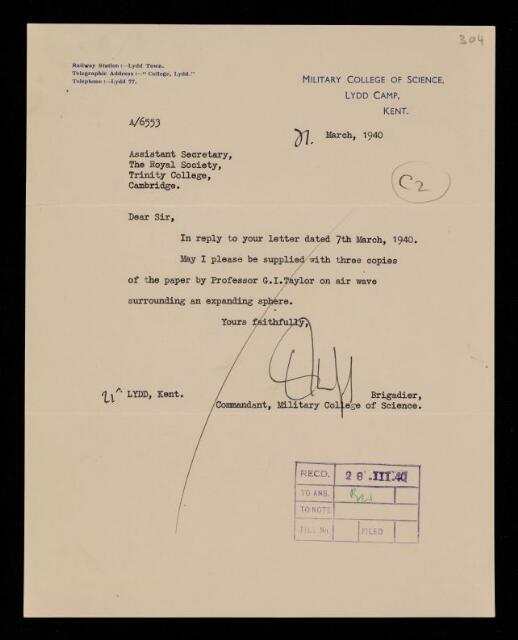 304
Railway Station :—Lydd Town.
Telegraphic Address :—"College, Lydd."
Telephone :—Lydd 77.
MILITARY COLLEGE OF SCIENCE,
LYDD CAMP,
KENT.
A/6553
March, 1940
Assistant Secretary,
The Royal Society,
Trinity College,
Cambridge.
C2
Dear Sir,
In reply to your letter dated 7th March, 1940.
May I please be supplied with three copies
of the paper by Professor G.I.Taylor on air wave
surrounding an expanding sphere.
Yours faithfully,
LYDD, Kent.
Brigadier,
Commandant, Military College of Science.
RECD. 28.III.40
TO ANS.
TO NOTE
FILE No. FILED